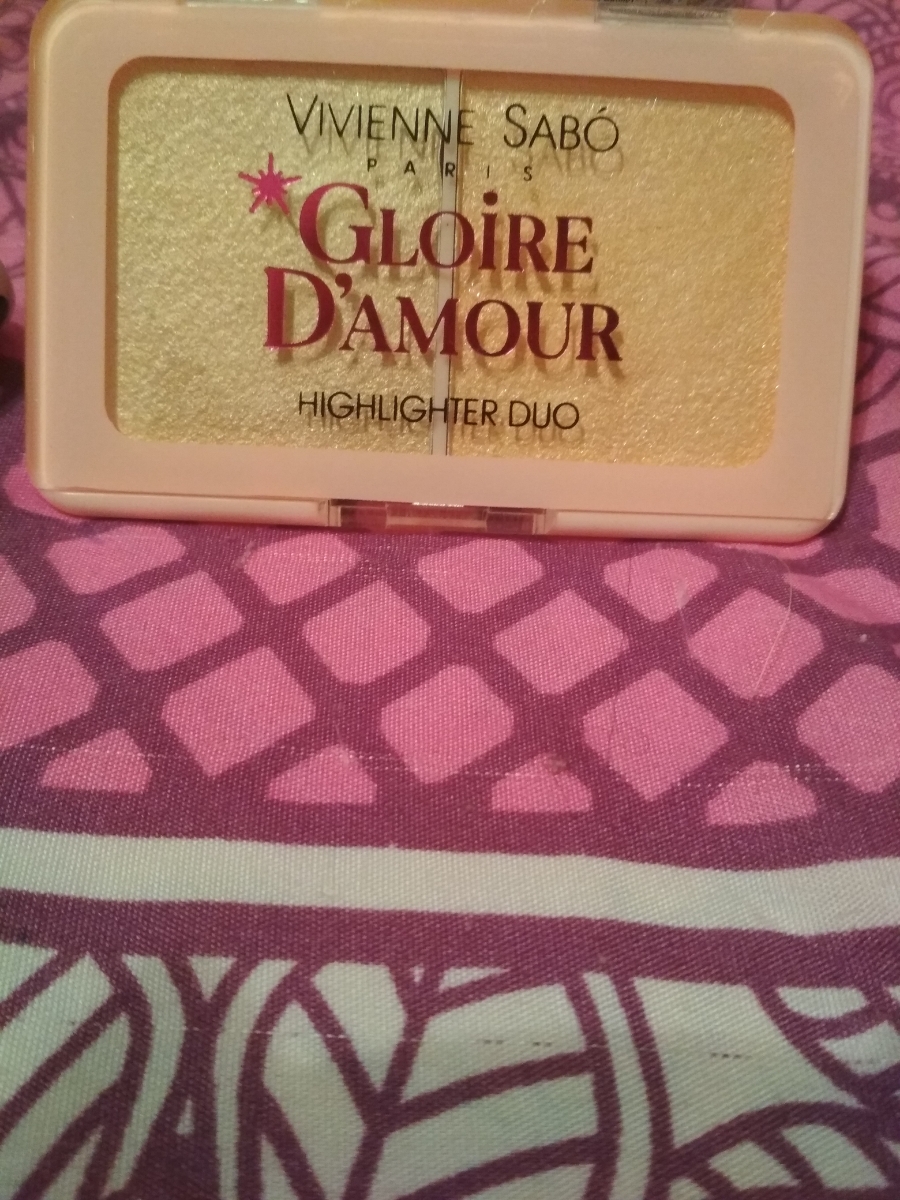 VIVIENNE SABÓ
PARIS
GLOIRE
D'AMOUR
HIGHLIGHTER DUO